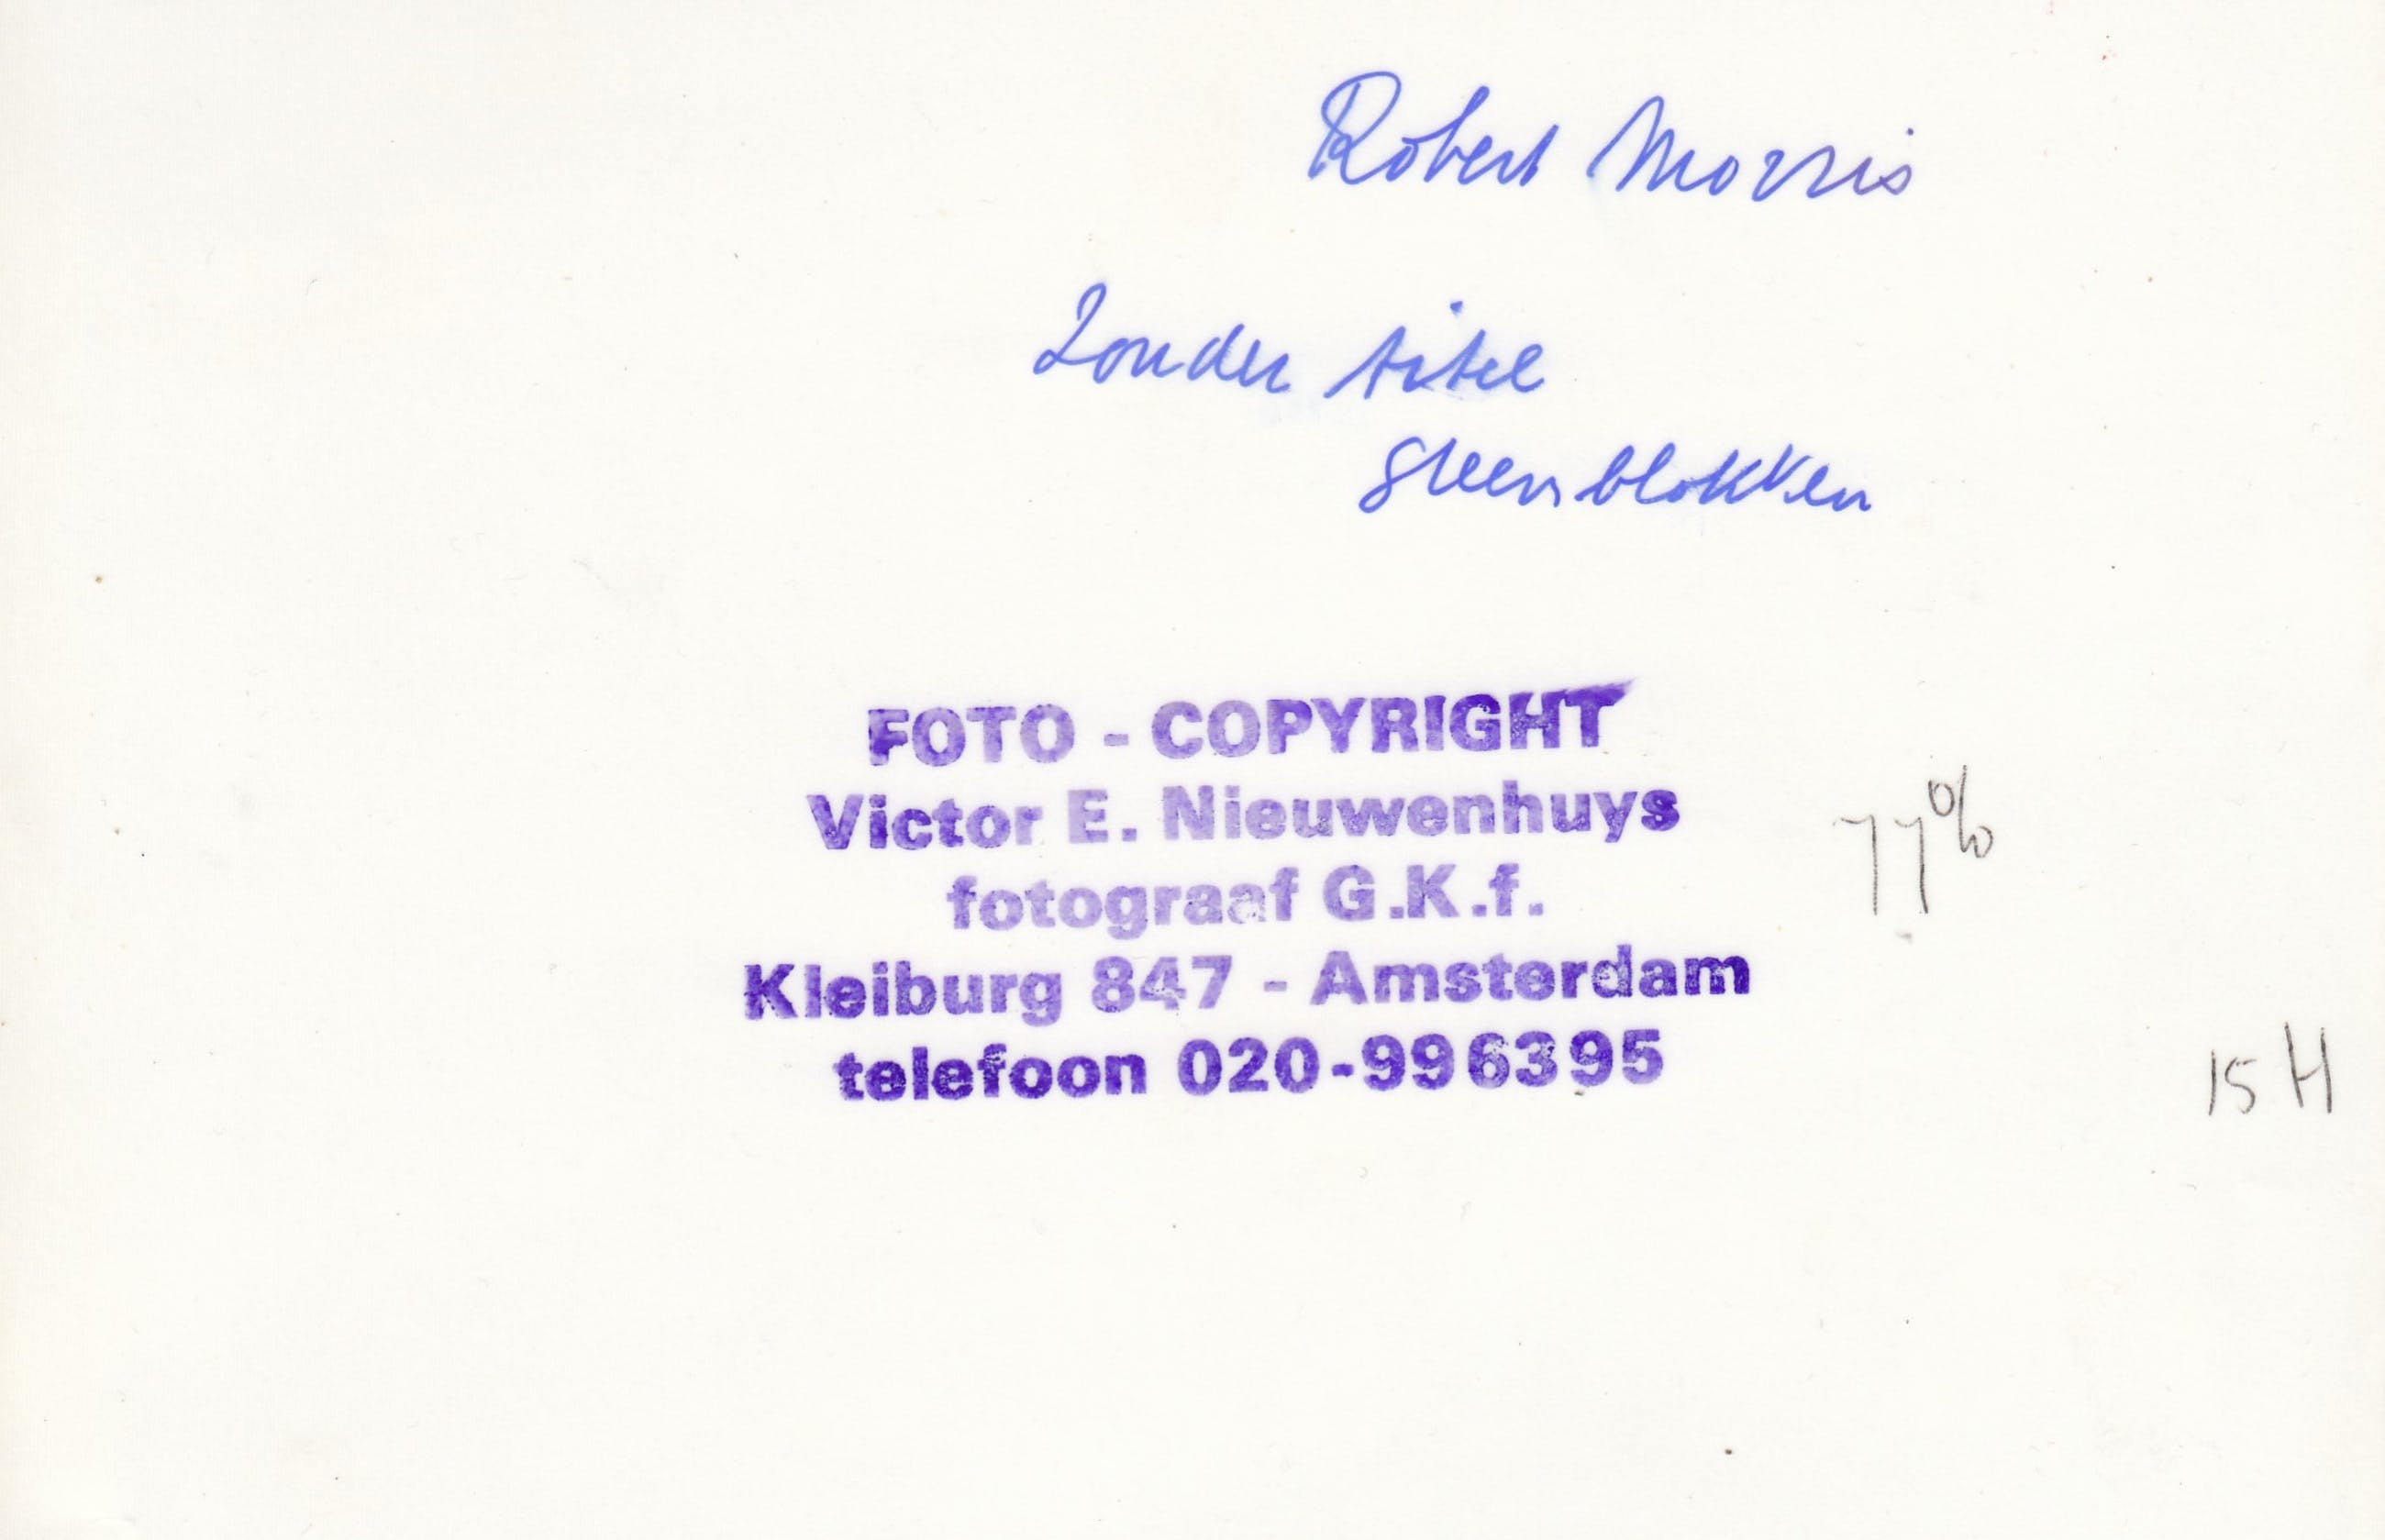 Robert Morris
Zonder titel
steenblokken
FOTO - COPYRIGHT
Victor E. Nieuwenhuys
fotograaf G.K.f.
77%
Kleiburg 847 - Amsterdam
telefoon 020-996395
15 H